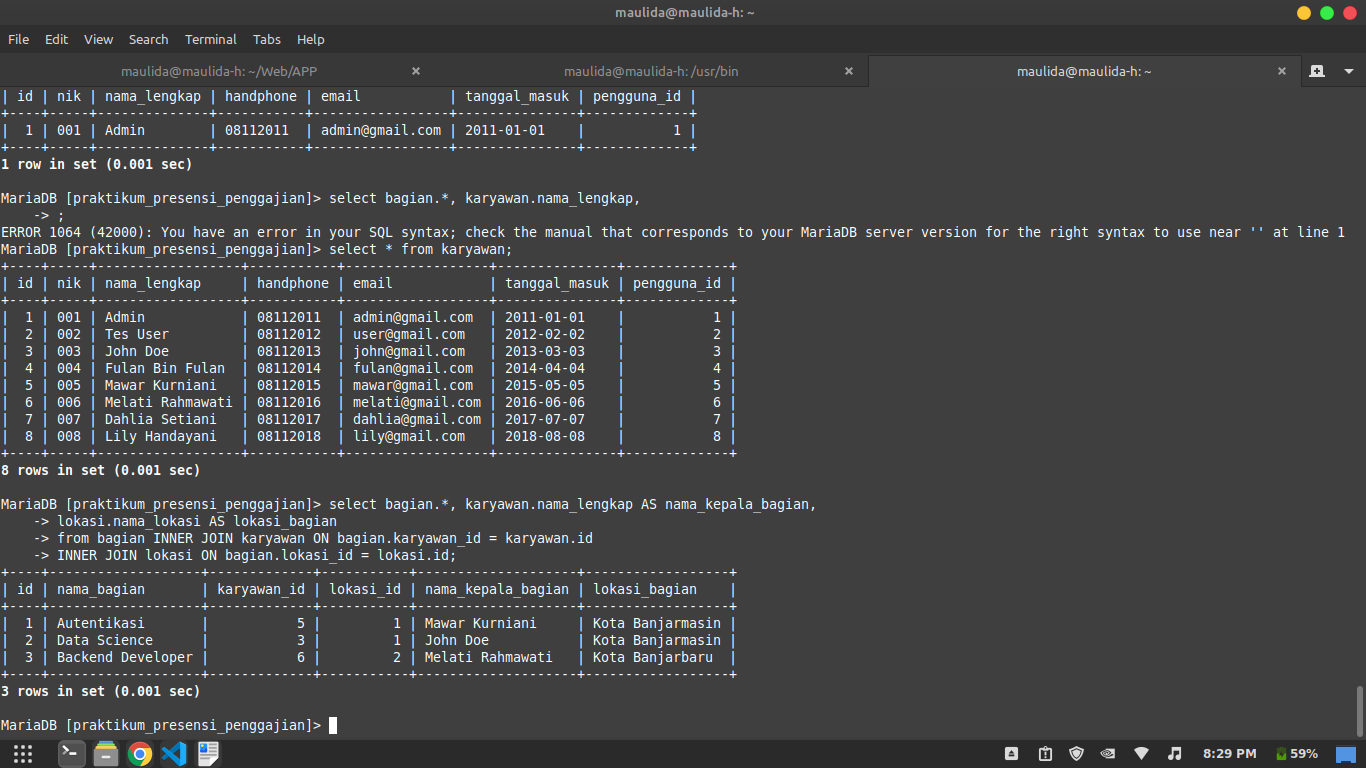 maulida@maulida-h: ~
File Edit View Search Terminal Tabs Help
maulida@maulida-h: ~/Web/APP × maulida@maulida-h: /usr/bin × maulida@maulida-h: ~ ×
| id | nik | nama_lengkap | handphone | email           | tanggal_masuk | pengguna_id |
+----+-----+--------------+-----------+-----------------+---------------+-------------+
|  1 | 001 | Admin        | 08112011  | admin@gmail.com | 2011-01-01    |           1 |
+----+-----+--------------+-----------+-----------------+---------------+-------------+
1 row in set (0.001 sec)
MariaDB [praktikum_presensi_penggajian]> select bagian.*, karyawan.nama_lengkap,
    -> ;
ERROR 1064 (42000): You have an error in your SQL syntax; check the manual that corresponds to your MariaDB server version for the right syntax to use near '' at line 1
MariaDB [praktikum_presensi_penggajian]> select * from karyawan;
+----+-----+------------------+-----------+------------------+---------------+-------------+
| id | nik | nama_lengkap     | handphone | email            | tanggal_masuk | pengguna_id |
+----+-----+------------------+-----------+------------------+---------------+-------------+
|  1 | 001 | Admin            | 08112011  | admin@gmail.com  | 2011-01-01    |           1 |
|  2 | 002 | Tes User         | 08112012  | user@gmail.com   | 2012-02-02    |           2 |
|  3 | 003 | John Doe         | 08112013  | john@gmail.com   | 2013-03-03    |           3 |
|  4 | 004 | Fulan Bin Fulan  | 08112014  | fulan@gmail.com  | 2014-04-04    |           4 |
|  5 | 005 | Mawar Kurniani   | 08112015  | mawar@gmail.com  | 2015-05-05    |           5 |
|  6 | 006 | Melati Rahmawati | 08112016  | melati@gmail.com | 2016-06-06    |           6 |
|  7 | 007 | Dahlia Setiani   | 08112017  | dahlia@gmail.com | 2017-07-07    |           7 |
|  8 | 008 | Lily Handayani   | 08112018  | lily@gmail.com   | 2018-08-08    |           8 |
+----+-----+------------------+-----------+------------------+---------------+-------------+
8 rows in set (0.001 sec)
MariaDB [praktikum_presensi_penggajian]> select bagian.*, karyawan.nama_lengkap AS nama_kepala_bagian,
    -> lokasi.nama_lokasi AS lokasi_bagian
    -> from bagian INNER JOIN karyawan ON bagian.karyawan_id = karyawan.id
    -> INNER JOIN lokasi ON bagian.lokasi_id = lokasi.id;
+----+-------------------+-------------+-----------+--------------------+------------------+
| id | nama_bagian       | karyawan_id | lokasi_id | nama_kepala_bagian | lokasi_bagian    |
+----+-------------------+-------------+-----------+--------------------+------------------+
|  1 | Autentikasi       |           5 |         1 | Mawar Kurniani     | Kota Banjarmasin |
|  2 | Data Science      |           3 |         1 | John Doe           | Kota Banjarmasin |
|  3 | Backend Developer |           6 |         2 | Melati Rahmawati   | Kota Banjarbaru  |
+----+-------------------+-------------+-----------+--------------------+------------------+
3 rows in set (0.001 sec)
MariaDB [praktikum_presensi_penggajian]>
8:29 PM 59%